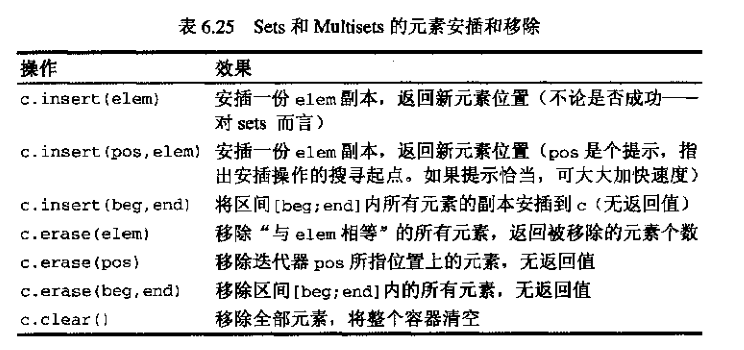 表 6.25 Sets 和 Multisets 的元素安插和移除
操作 效果
c.insert(elem) 安插一份 elem 副本，返回新元素位置（不论是否成功——
对 sets 而言）
c.insert(pos,elem) 安插一份 elem 副本，返回新元素位置（pos 是个提示，指
出安插操作的搜寻起点。如果提示恰当，可大大加快速度）
c.insert(beg,end) 将区间[beg;end]内所有元素的副本安插到 c（无返回值）
c.erase(elem) 移除“与 elem 相等”的所有元素，返回被移除的元素个数
c.erase(pos) 移除迭代器 pos 所指位置上的元素，无返回值
c.erase(beg,end) 移除区间[beg;end]内的所有元素，无返回值
c.clear() 移除全部元素，将整个容器清空